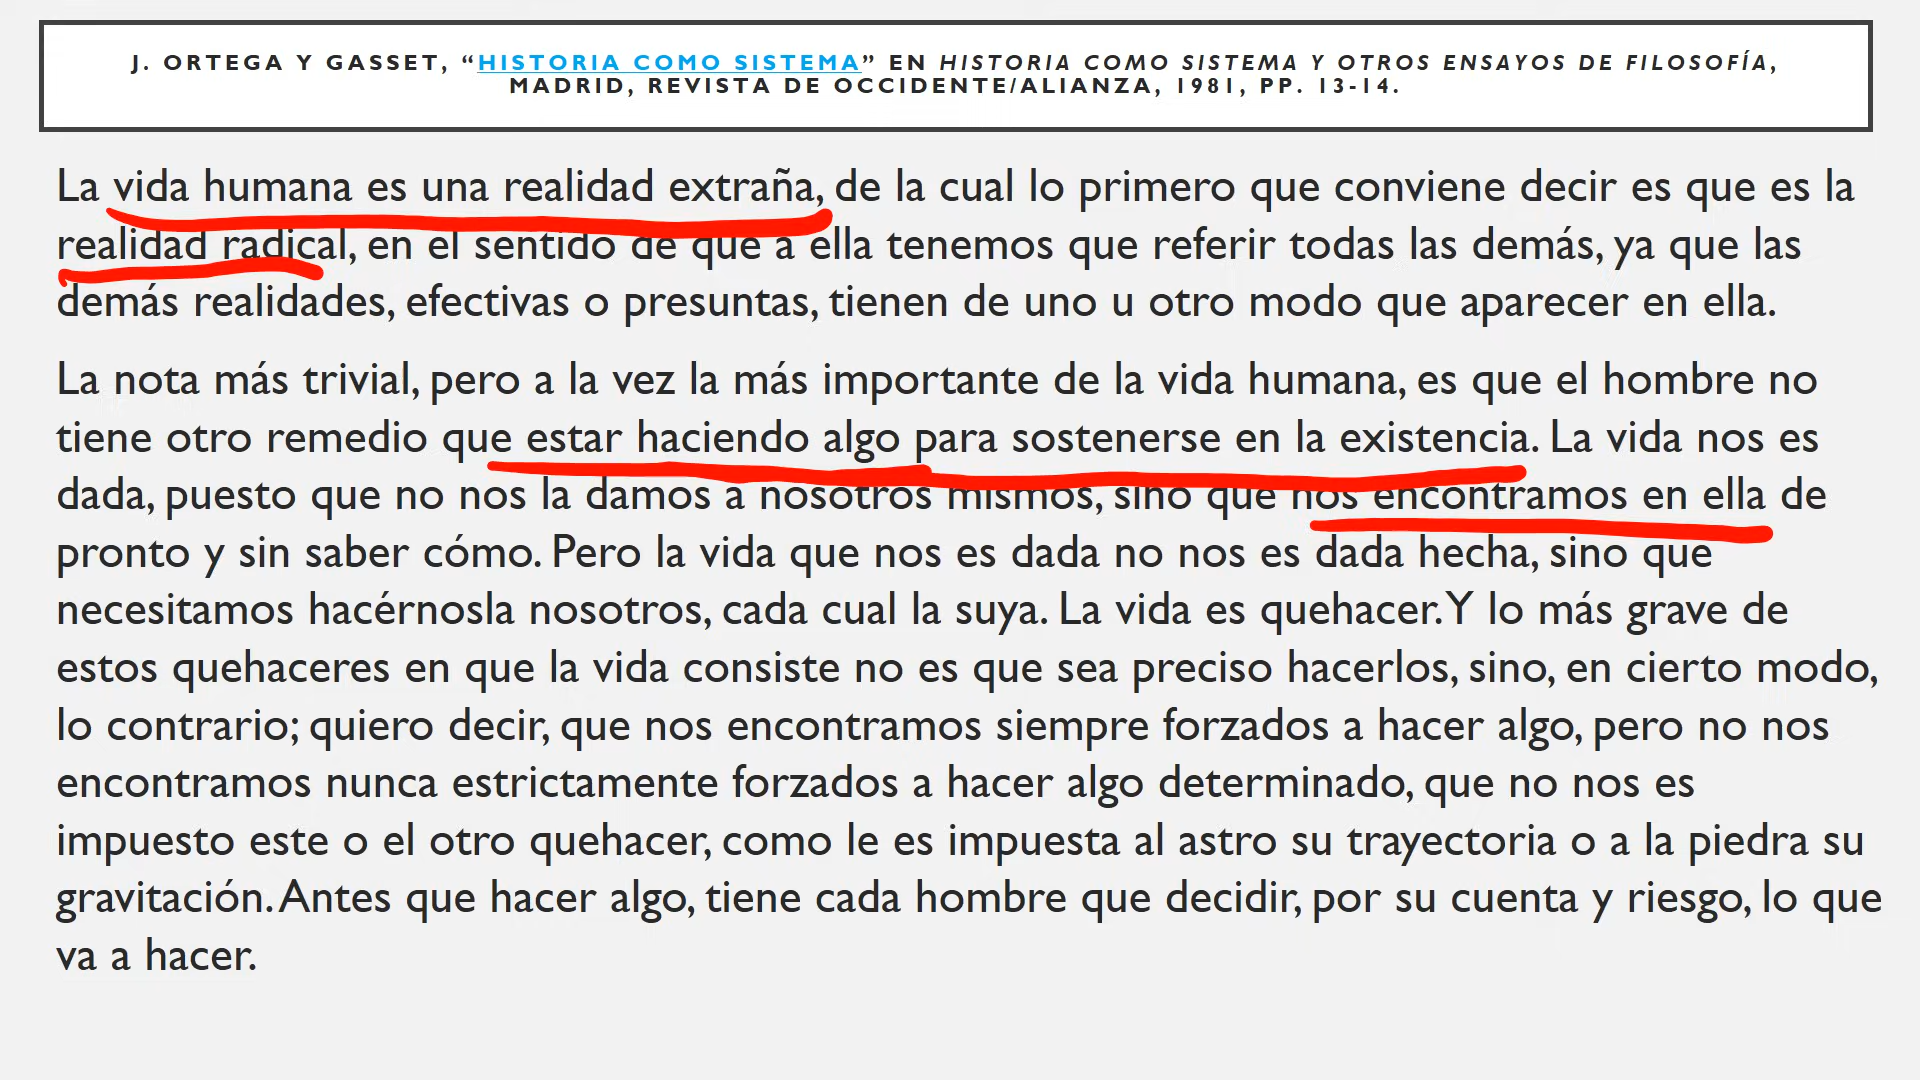 J. ORTEGA Y GASSET, “HISTORIA COMO SISTEMA” EN HISTORIA COMO SISTEMA Y OTROS ENSAYOS DE FILOSOFÍA,
MADRID, REVISTA DE OCCIDENTE/ALIANZA, 1981, PP. 13-14.
La vida humana es una realidad extraña, de la cual lo primero que conviene decir es que es la
realidad radical, en el sentido de que a ella tenemos que referir todas las demás, ya que las
demás realidades, efectivas o presuntas, tienen de uno u otro modo que aparecer en ella.
La nota más trivial, pero a la vez la más importante de la vida humana, es que el hombre no
tiene otro remedio que estar haciendo algo para sostenerse en la existencia. La vida nos es
dada, puesto que no nos la damos a nosotros mismos, sino que nos encontramos en ella de
pronto y sin saber cómo. Pero la vida que nos es dada no nos es dada hecha, sino que
necesitamos hacérnosla nosotros, cada cual la suya. La vida es quehacer. Y lo más grave de
estos quehaceres en que la vida consiste no es que sea preciso hacerlos, sino, en cierto modo,
lo contrario; quiero decir, que nos encontramos siempre forzados a hacer algo, pero no nos
encontramos nunca estrictamente forzados a hacer algo determinado, que no nos es
impuesto este o el otro quehacer, como le es impuesta al astro su trayectoria o a la piedra su
gravitación. Antes que hacer algo, tiene cada hombre que decidir, por su cuenta y riesgo, lo que
va a hacer.